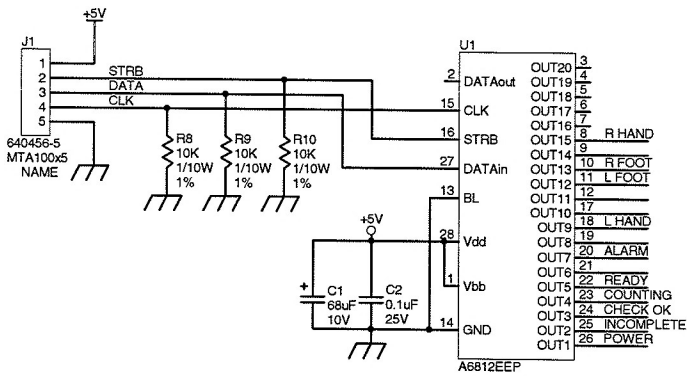 +5V
J1
1
2 STRB
3 DATA
4 CLK
5
640456-5
MTA100x5
NAME
R8
10K
1/10W
1%
R9
10K
1/10W
1%
R10
10K
1/10W
1%
+5V
+
C1
68uF
10V
C2
0.1uF
25V
U1
2 DATAout
15 CLK
16 STRB
27 DATAin
13 BL
28 Vdd
1 Vbb
14 GND
OUT20 3
OUT19 4
OUT18 5
OUT17 6
OUT16 7
OUT15 8 R HAND
OUT14 9
OUT13 10 R FOOT
OUT12 11 L FOOT
OUT11 12
OUT10 17
OUT9 18 L HAND
OUT8 19
OUT7 20 ALARM
OUT6 21
OUT5 22 READY
OUT4 23 COUNTING
OUT3 24 CHECK OK
OUT2 25 INCOMPLETE
OUT1 26 POWER
A6812EEP